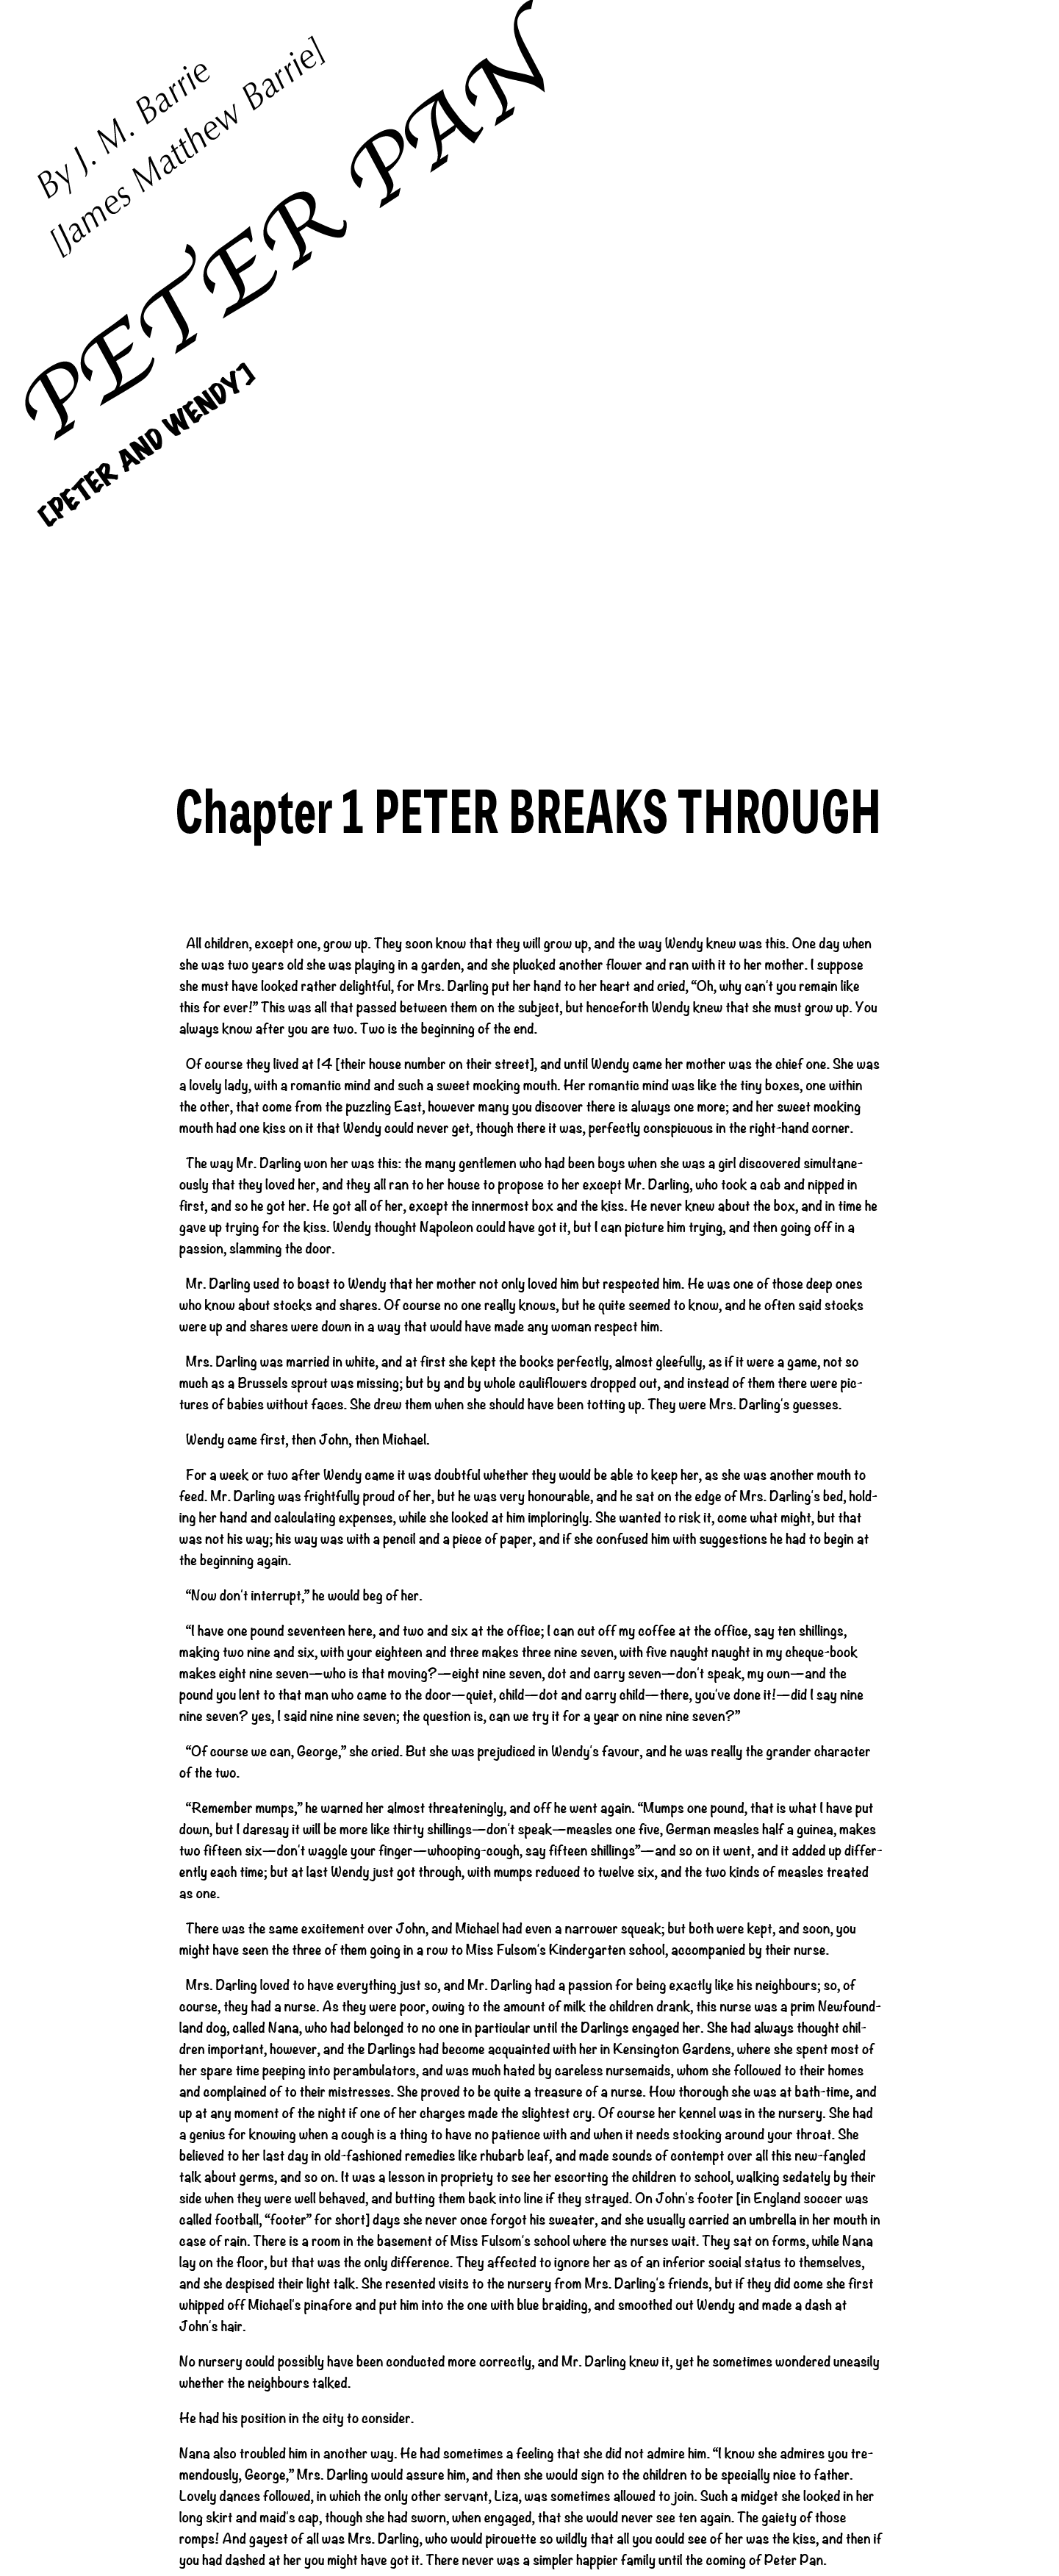 By J. M. Barrie
[James Matthew Barrie]
PETER PAN
[PETER AND WENDY]
Chapter 1 PETER BREAKS THROUGH
All children, except one, grow up. They soon know that they will grow up, and the way Wendy knew was this. One day when
she was two years old she was playing in a garden, and she plucked another flower and ran with it to her mother. I suppose
she must have looked rather delightful, for Mrs. Darling put her hand to her heart and cried, “Oh, why can't you remain like
this for ever!” This was all that passed between them on the subject, but henceforth Wendy knew that she must grow up. You
always know after you are two. Two is the beginning of the end.
Of course they lived at 14 [their house number on their street], and until Wendy came her mother was the chief one. She was
a lovely lady, with a romantic mind and such a sweet mocking mouth. Her romantic mind was like the tiny boxes, one within
the other, that come from the puzzling East, however many you discover there is always one more; and her sweet mocking
mouth had one kiss on it that Wendy could never get, though there it was, perfectly conspicuous in the right-hand corner.
The way Mr. Darling won her was this: the many gentlemen who had been boys when she was a girl discovered simultane-
ously that they loved her, and they all ran to her house to propose to her except Mr. Darling, who took a cab and nipped in
first, and so he got her. He got all of her, except the innermost box and the kiss. He never knew about the box, and in time he
gave up trying for the kiss. Wendy thought Napoleon could have got it, but I can picture him trying, and then going off in a
passion, slamming the door.
Mr. Darling used to boast to Wendy that her mother not only loved him but respected him. He was one of those deep ones
who know about stocks and shares. Of course no one really knows, but he quite seemed to know, and he often said stocks
were up and shares were down in a way that would have made any woman respect him.
Mrs. Darling was married in white, and at first she kept the books perfectly, almost gleefully, as if it were a game, not so
much as a Brussels sprout was missing; but by and by whole cauliflowers dropped out, and instead of them there were pic-
tures of babies without faces. She drew them when she should have been totting up. They were Mrs. Darling's guesses.
Wendy came first, then John, then Michael.
For a week or two after Wendy came it was doubtful whether they would be able to keep her, as she was another mouth to
feed. Mr. Darling was frightfully proud of her, but he was very honourable, and he sat on the edge of Mrs. Darling's bed, hold-
ing her hand and calculating expenses, while she looked at him imploringly. She wanted to risk it, come what might, but that
was not his way; his way was with a pencil and a piece of paper, and if she confused him with suggestions he had to begin at
the beginning again.
“Now don't interrupt,” he would beg of her.
“I have one pound seventeen here, and two and six at the office; I can cut off my coffee at the office, say ten shillings,
making two nine and six, with your eighteen and three makes three nine seven, with five naught naught in my cheque-book
makes eight nine seven—who is that moving?—eight nine seven, dot and carry seven—don't speak, my own—and the
pound you lent to that man who came to the door—quiet, child—dot and carry child—there, you've done it!—did I say nine
nine seven? yes, I said nine nine seven; the question is, can we try it for a year on nine nine seven?”
“Of course we can, George,” she cried. But she was prejudiced in Wendy's favour, and he was really the grander character
of the two.
“Remember mumps,” he warned her almost threateningly, and off he went again. “Mumps one pound, that is what I have put
down, but I daresay it will be more like thirty shillings—don't speak—measles one five, German measles half a guinea, makes
two fifteen six—don't waggle your finger—whooping-cough, say fifteen shillings”—and so on it went, and it added up differ-
ently each time; but at last Wendy just got through, with mumps reduced to twelve six, and the two kinds of measles treated
as one.
There was the same excitement over John, and Michael had even a narrower squeak; but both were kept, and soon, you
might have seen the three of them going in a row to Miss Fulsom's Kindergarten school, accompanied by their nurse.
Mrs. Darling loved to have everything just so, and Mr. Darling had a passion for being exactly like his neighbours; so, of
course, they had a nurse. As they were poor, owing to the amount of milk the children drank, this nurse was a prim Newfound-
land dog, called Nana, who had belonged to no one in particular until the Darlings engaged her. She had always thought chil-
dren important, however, and the Darlings had become acquainted with her in Kensington Gardens, where she spent most of
her spare time peeping into perambulators, and was much hated by careless nursemaids, whom she followed to their homes
and complained of to their mistresses. She proved to be quite a treasure of a nurse. How thorough she was at bath-time, and
up at any moment of the night if one of her charges made the slightest cry. Of course her kennel was in the nursery. She had
a genius for knowing when a cough is a thing to have no patience with and when it needs stocking around your throat. She
believed to her last day in old-fashioned remedies like rhubarb leaf, and made sounds of contempt over all this new-fangled
talk about germs, and so on. It was a lesson in propriety to see her escorting the children to school, walking sedately by their
side when they were well behaved, and butting them back into line if they strayed. On John's footer [in England soccer was
called football, “footer” for short] days she never once forgot his sweater, and she usually carried an umbrella in her mouth in
case of rain. There is a room in the basement of Miss Fulsom's school where the nurses wait. They sat on forms, while Nana
lay on the floor, but that was the only difference. They affected to ignore her as of an inferior social status to themselves,
and she despised their light talk. She resented visits to the nursery from Mrs. Darling's friends, but if they did come she first
whipped off Michael's pinafore and put him into the one with blue braiding, and smoothed out Wendy and made a dash at
John's hair.
No nursery could possibly have been conducted more correctly, and Mr. Darling knew it, yet he sometimes wondered uneasily
whether the neighbours talked.
He had his position in the city to consider.
Nana also troubled him in another way. He had sometimes a feeling that she did not admire him. “I know she admires you tre-
mendously, George,” Mrs. Darling would assure him, and then she would sign to the children to be specially nice to father.
Lovely dances followed, in which the only other servant, Liza, was sometimes allowed to join. Such a midget she looked in her
long skirt and maid's cap, though she had sworn, when engaged, that she would never see ten again. The gaiety of those
romps! And gayest of all was Mrs. Darling, who would pirouette so wildly that all you could see of her was the kiss, and then if
you had dashed at her you might have got it. There never was a simpler happier family until the coming of Peter Pan.